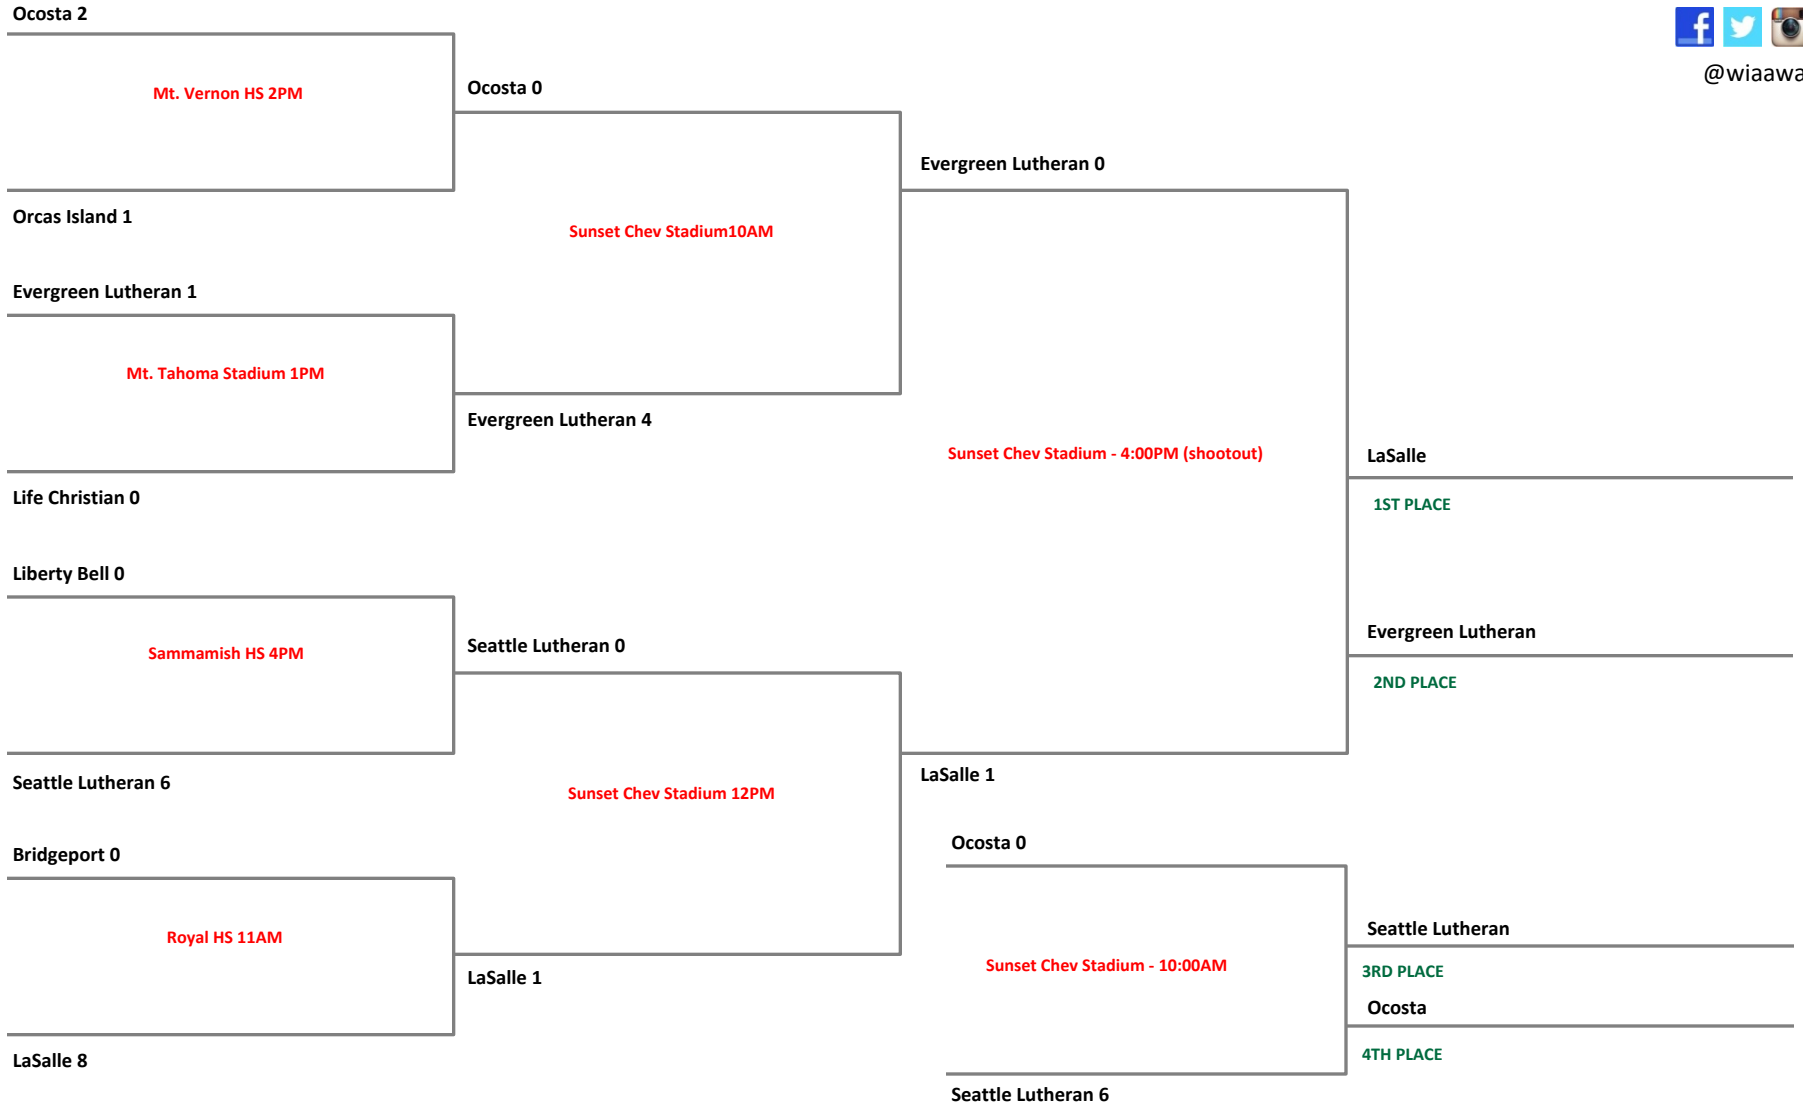 Ocosta 2
@wiaawa
Mt. Vernon HS 2PM
Ocosta 0
Evergreen Lutheran 0
Orcas Island 1
Sunset Chev Stadium10AM
Evergreen Lutheran 1
Mt. Tahoma Stadium 1PM
Evergreen Lutheran 4
Sunset Chev Stadium - 4:00PM (shootout)
LaSalle
Life Christian 0
1ST PLACE
Liberty Bell 0
Sammamish HS 4PM
Seattle Lutheran 0
Evergreen Lutheran
2ND PLACE
Seattle Lutheran 6
Sunset Chev Stadium 12PM
LaSalle 1
Bridgeport 0
Ocosta 0
Royal HS 11AM
Seattle Lutheran
LaSalle 1
Sunset Chev Stadium - 10:00AM
3RD PLACE
Ocosta
LaSalle 8
4TH PLACE
Seattle Lutheran 6